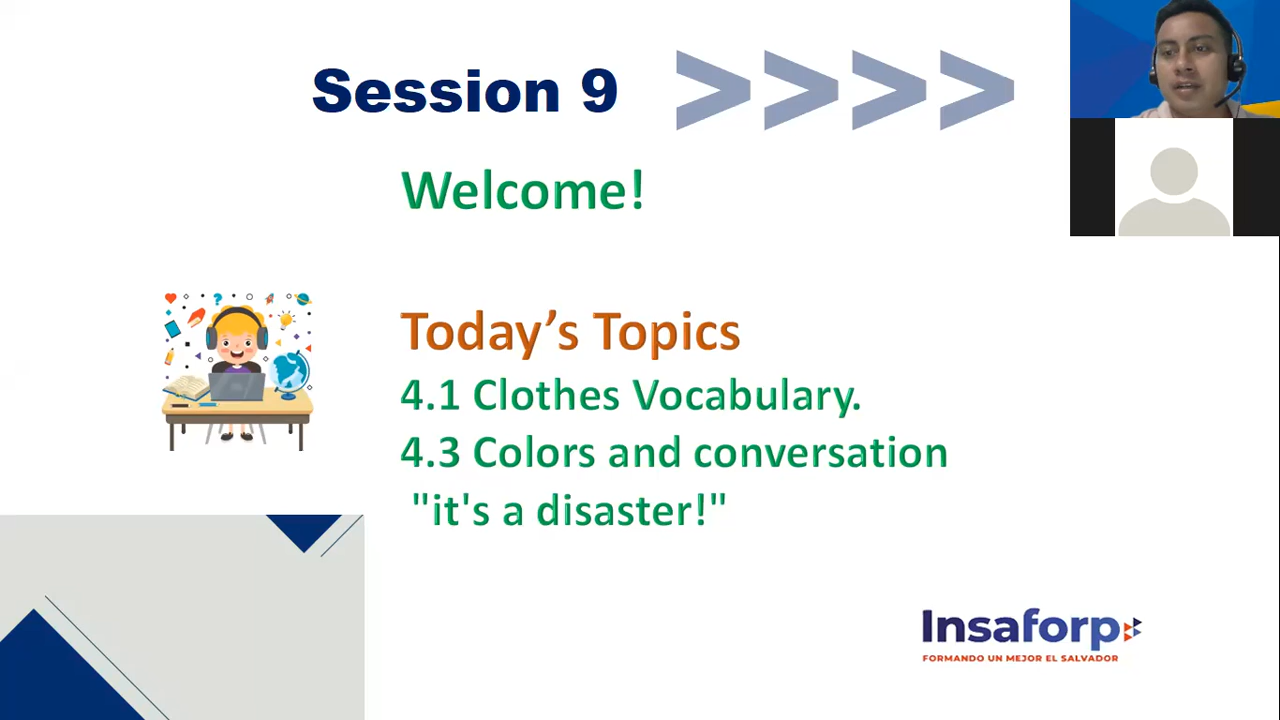 Session 9 >>>>
Welcome!
Today's Topics
4.1 Clothes Vocabulary.
4.3 Colors and conversation
"it's a disaster!"
Insaforp
FORMANDO UN MEJOR EL SALVADOR